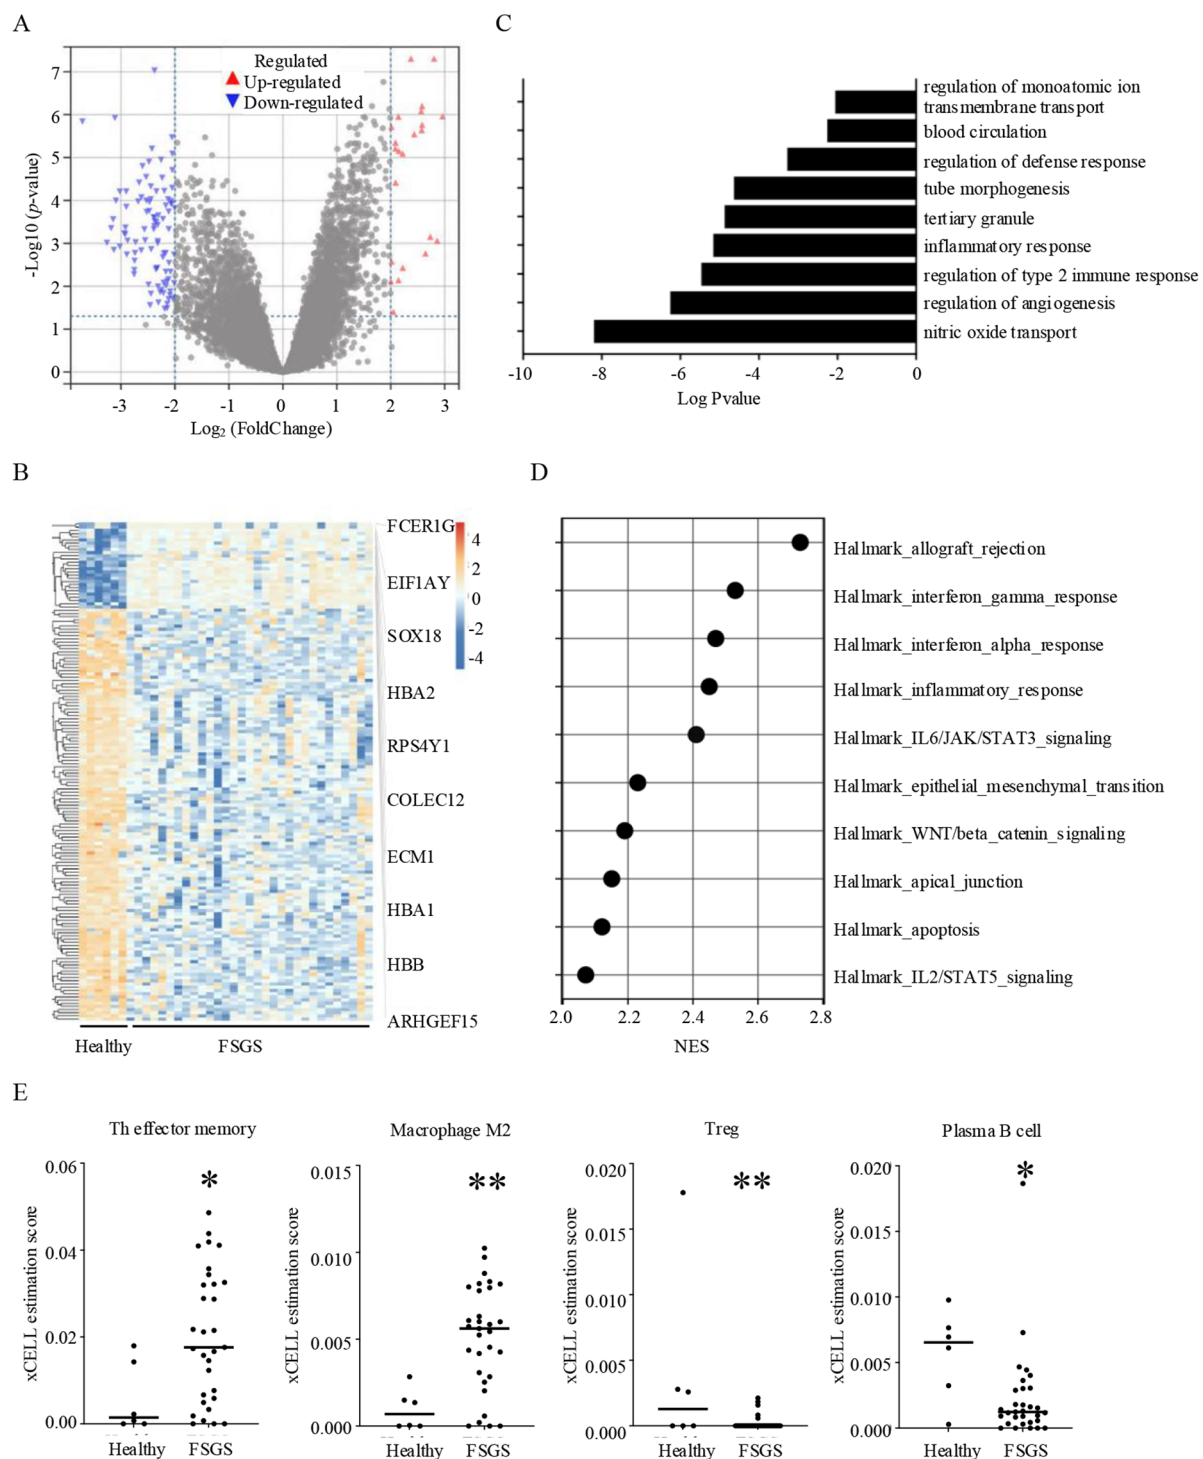 A
Regulated
Up-regulated
Down-regulated
-Log10 (p-value)
7
6
5
4
3
2
1
0
-3
-2
-1
0
1
2
3
Log2 (FoldChange)
C
regulation of monoatomic ion
transmembrane transport
blood circulation
regulation of defense response
tube morphogenesis
tertiary granule
inflammatory response
regulation of type 2 immune response
regulation of angiogenesis
nitric oxide transport
-10
-8
-6
-4
-2
0
Log Pvalue
B
FCER1G
EIF1AY
SOX18
HBA2
RPS4Y1
COLEC12
ECM1
HBA1
HBB
ARHGEF15
4
2
0
-2
-4
Healthy
FSGS
D
Hallmark_allograft_rejection
Hallmark_interferon_gamma_response
Hallmark_interferon_alpha_response
Hallmark_inflammatory_response
Hallmark_IL6/JAK/STAT3_signaling
Hallmark_epithelial_mesenchymal_transition
Hallmark_WNT/beta_catenin_signaling
Hallmark_apical_junction
Hallmark_apoptosis
Hallmark_IL2/STAT5_signaling
2.0
2.2
2.4
2.6
2.8
NES
E
Th effector memory
xCELL estimation score
0.06
0.04
0.02
0.00
*
Healthy
FSGS
Macrophage M2
xCELL estimation score
0.015
0.010
0.005
0.000
**
Healthy
FSGS
Treg
xCELL estimation score
0.020
0.015
0.010
0.005
0.000
**
Healthy
FSGS
Plasma B cell
xCELL estimation score
0.020
0.015
0.010
0.005
0.000
*
Healthy
FSGS